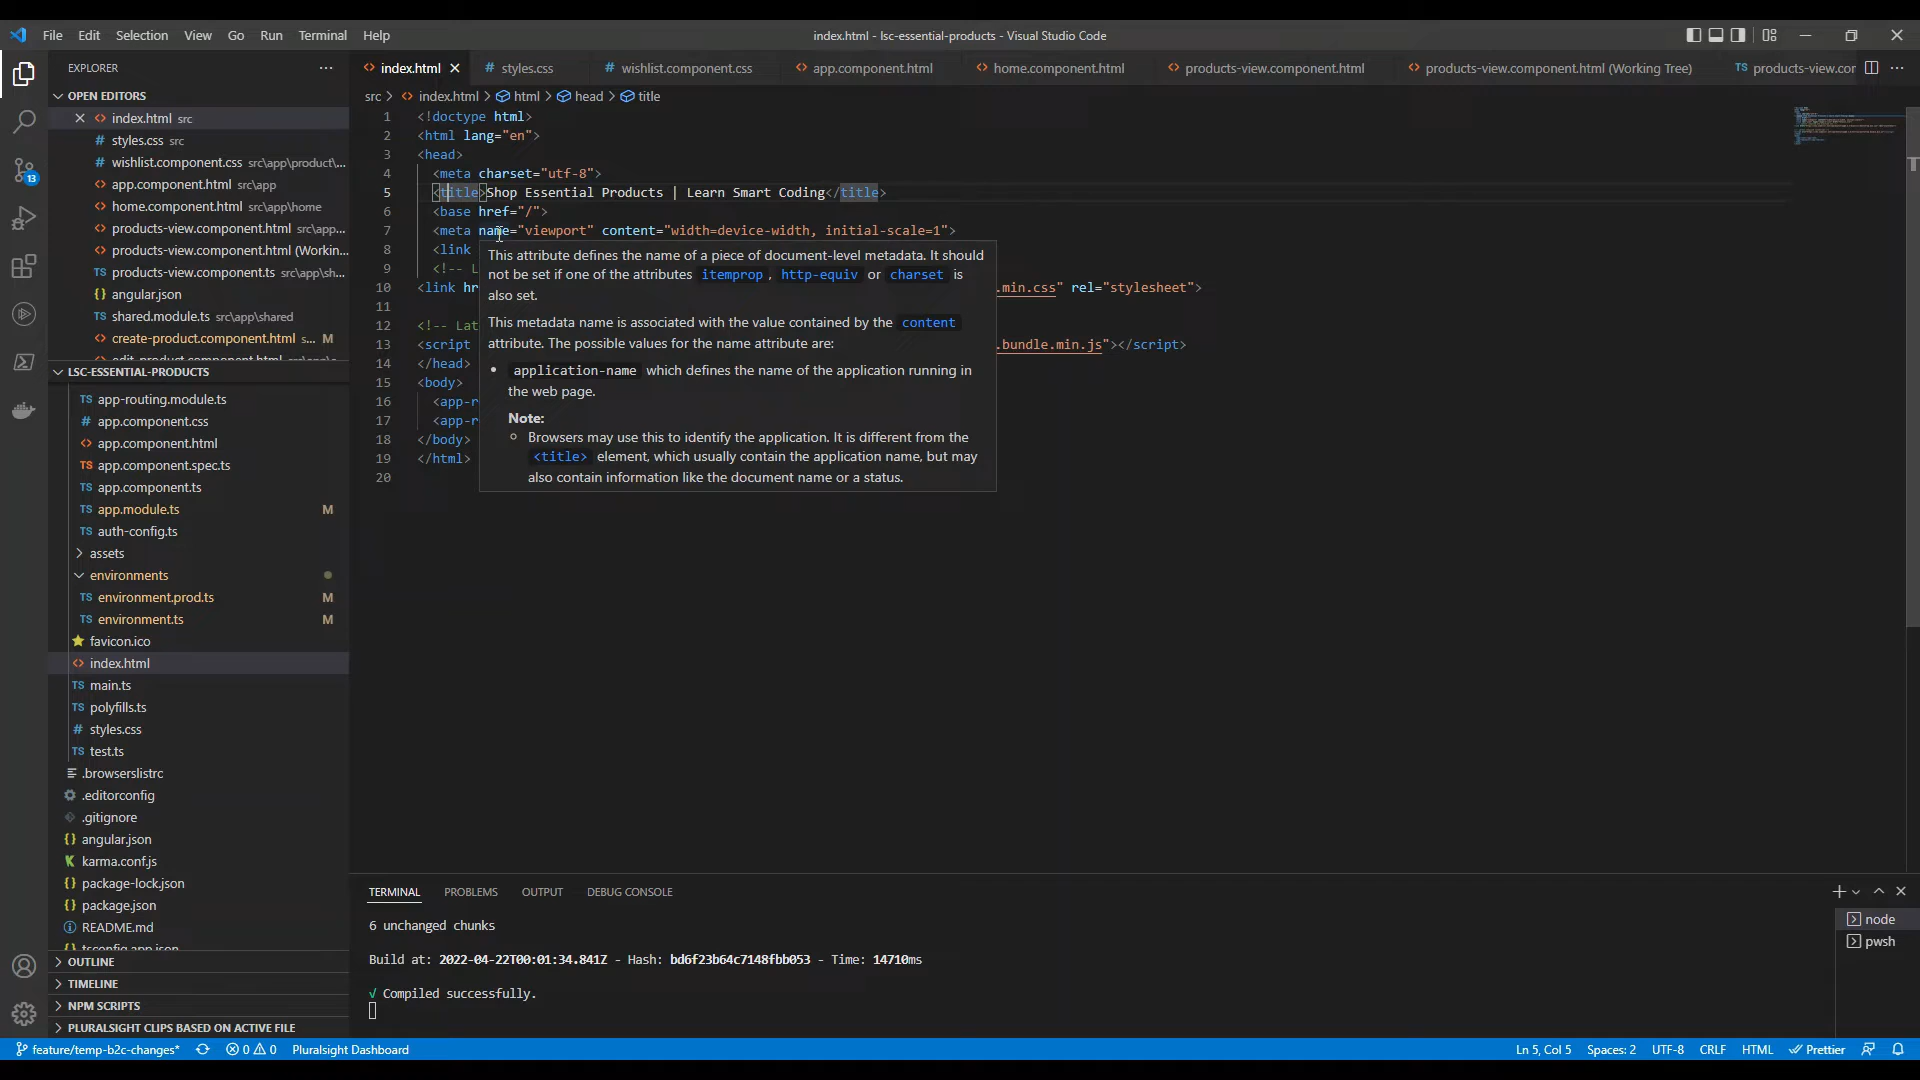 File Edit Selection View Go Run Terminal Help
index.html - lsc-essential-products - Visual Studio Code
EXPLORER
OPEN EDITORS
index.html src
styles.css src
wishlist.component.css src\app\product\...
app.component.html src\app
home.component.html src\app\home
products-view.component.html src\app\...
products-view.component.html (Workin...
products-view.component.ts src\app\sh...
angular.json
shared.module.ts src\app\shared
create-product.component.html s... M
edit-product.component.html src\app\s...
LSC-ESSENTIAL-PRODUCTS
app-routing.module.ts
app.component.css
app.component.html
app.component.spec.ts
app.component.ts
app.module.ts M
auth-config.ts
assets
environments
environment.prod.ts M
environment.ts M
favicon.ico
index.html
main.ts
polyfills.ts
styles.css
test.ts
.browserslistrc
.editorconfig
.gitignore
angular.json
karma.conf.js
package-lock.json
package.json
README.md
tsconfig.app.json
OUTLINE
TIMELINE
NPM SCRIPTS
PLURALSIGHT CLIPS BASED ON ACTIVE FILE
13
index.html styles.css wishlist.component.css app.component.html home.component.html products-view.component.html products-view.component.html (Working Tree) products-view.cor
src > index.html > html > head > title
1 <!doctype html>
2 <html lang="en">
3 <head>
4 <meta charset="utf-8">
5 <title>Shop Essential Products | Learn Smart Coding</title>
6 <base href="/">
7 <meta name="viewport" content="width=device-width, initial-scale=1">
8 <link
9 <!-- L
10 <link hr .min.css" rel="stylesheet">
11
12 <!-- Lat
13 <script .bundle.min.js"></script>
14 </head>
15 <body>
16 <app-r
17 <app-r
18 </body>
19 </html>
20
This attribute defines the name of a piece of document-level metadata. It should
not be set if one of the attributes itemprop, http-equiv or charset is
also set.
This metadata name is associated with the value contained by the content
attribute. The possible values for the name attribute are:
• application-name which defines the name of the application running in
the web page.
Note:
Browsers may use this to identify the application. It is different from the
<title> element, which usually contain the application name, but may
also contain information like the document name or a status.
TERMINAL PROBLEMS OUTPUT DEBUG CONSOLE
6 unchanged chunks
Build at: 2022-04-22T00:01:34.841Z - Hash: bd6f23b64c7148fbb053 - Time: 14710ms
√ Compiled successfully.
node
pwsh
feature/temp-b2c-changes* 0 0 Pluralsight Dashboard
Ln 5, Col 5 Spaces: 2 UTF-8 CRLF HTML Prettier